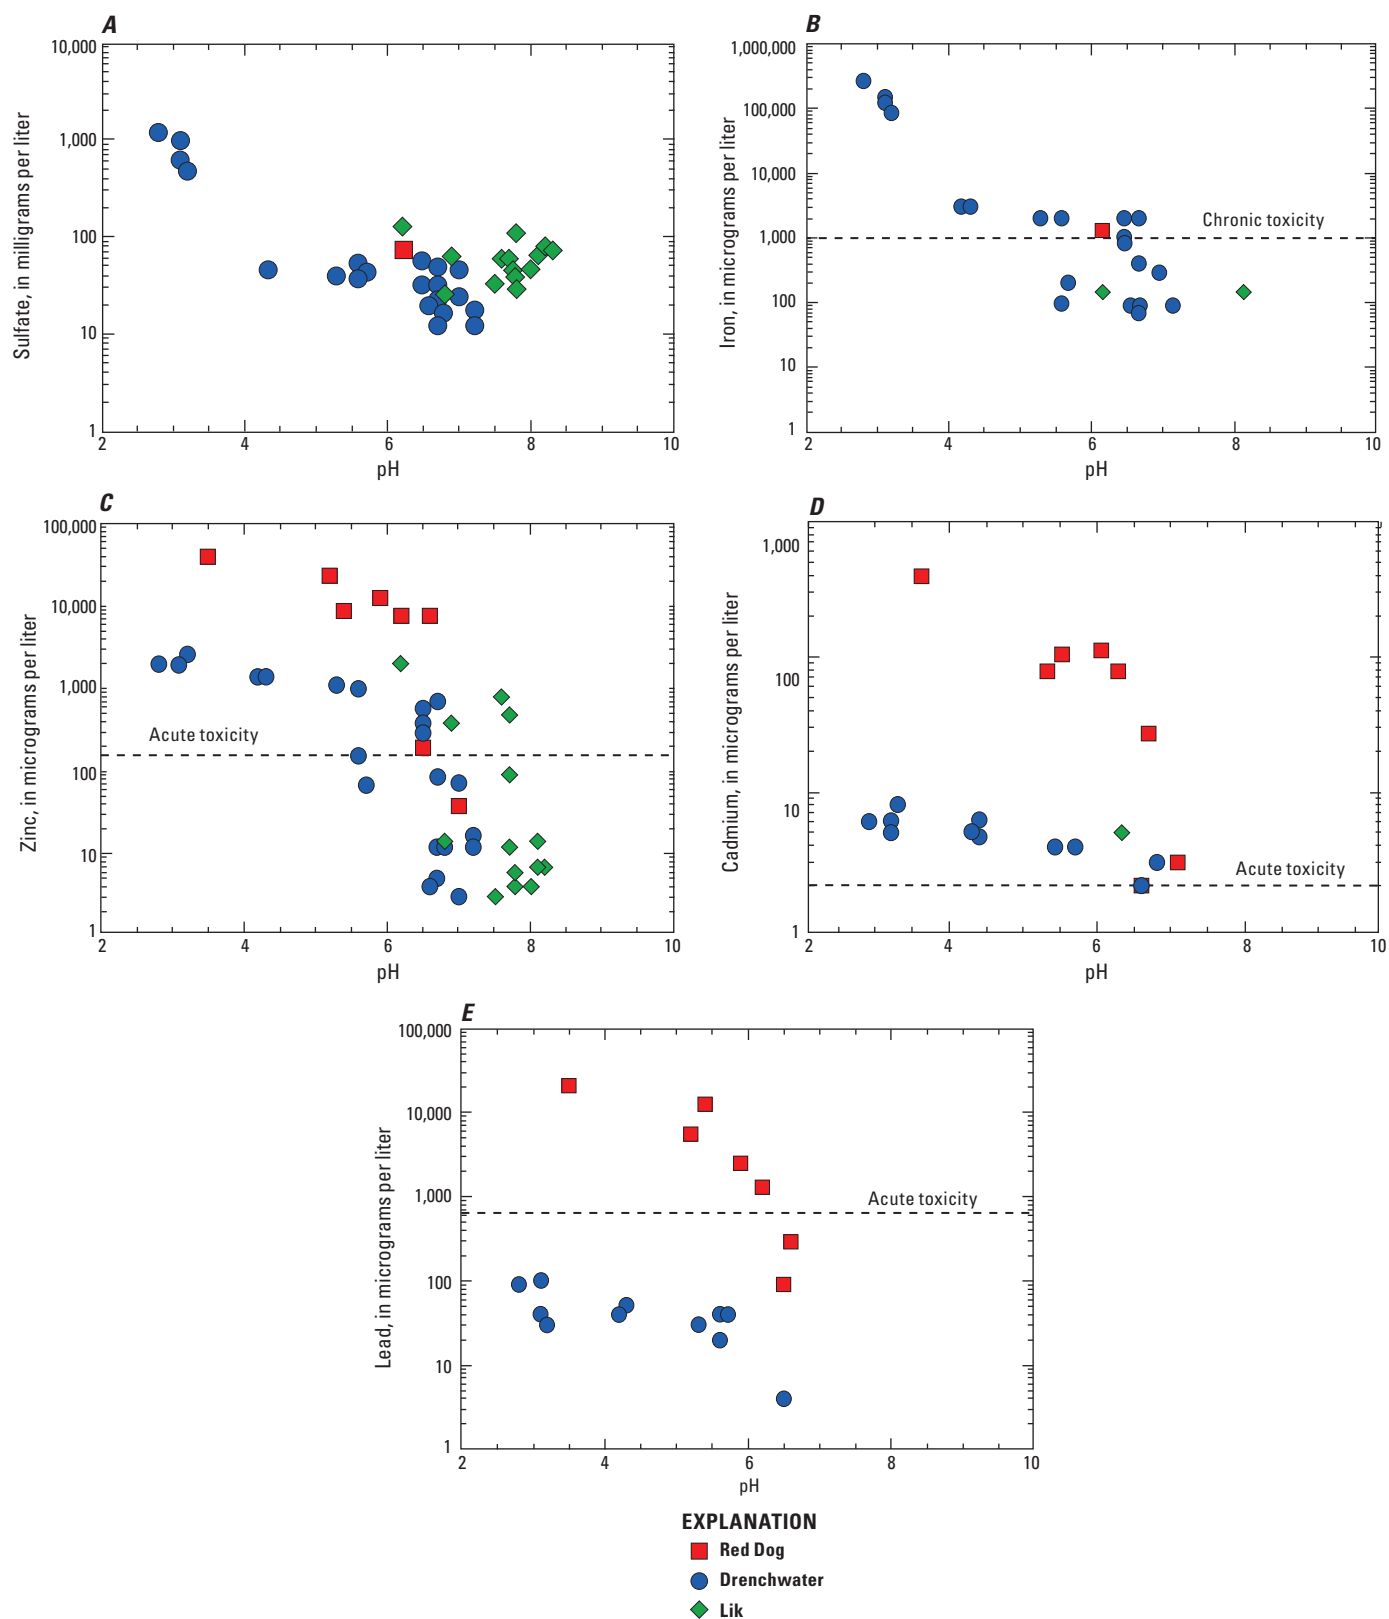 A
10,000
1,000
100
10
1
Sulfate, in milligrams per liter
2 4 6 8 10
pH
B
1,000,000
100,000
10,000
1,000
100
10
1
Iron, in micrograms per liter
Chronic toxicity
2 4 6 8 10
pH
C
100,000
10,000
1,000
100
10
1
Zinc, in micrograms per liter
Acute toxicity
2 4 6 8 10
pH
D
1,000
100
10
1
Cadmium, in micrograms per liter
Acute toxicity
2 4 6 8 10
pH
E
100,000
10,000
1,000
100
10
1
Lead, in micrograms per liter
Acute toxicity
2 4 6 8 10
pH
EXPLANATION
Red Dog
Drenchwater
Lik